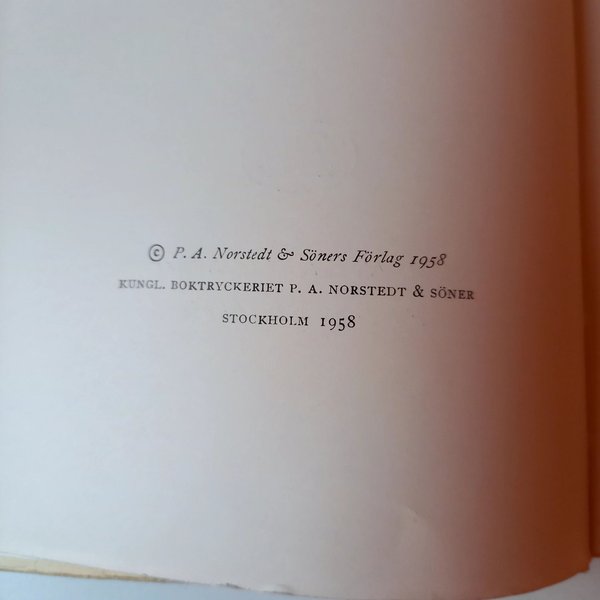 © P. A. Norstedt & Söners Förlag 1958
KUNGL. BOKTRYCKERIET P. A. NORSTEDT & SÖNER
STOCKHOLM 1958